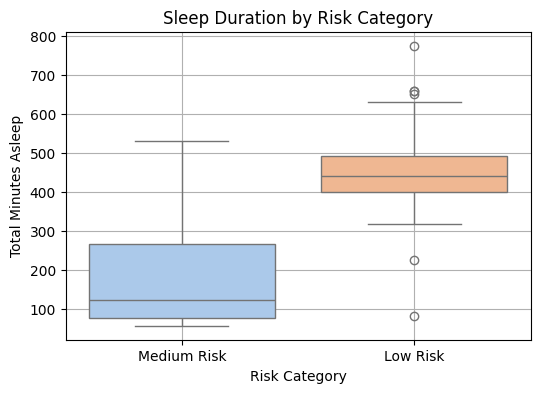 Sleep Duration by Risk Category
800
700
600
500
400
300
200
100
Total Minutes Asleep
Medium Risk
Low Risk
Risk Category